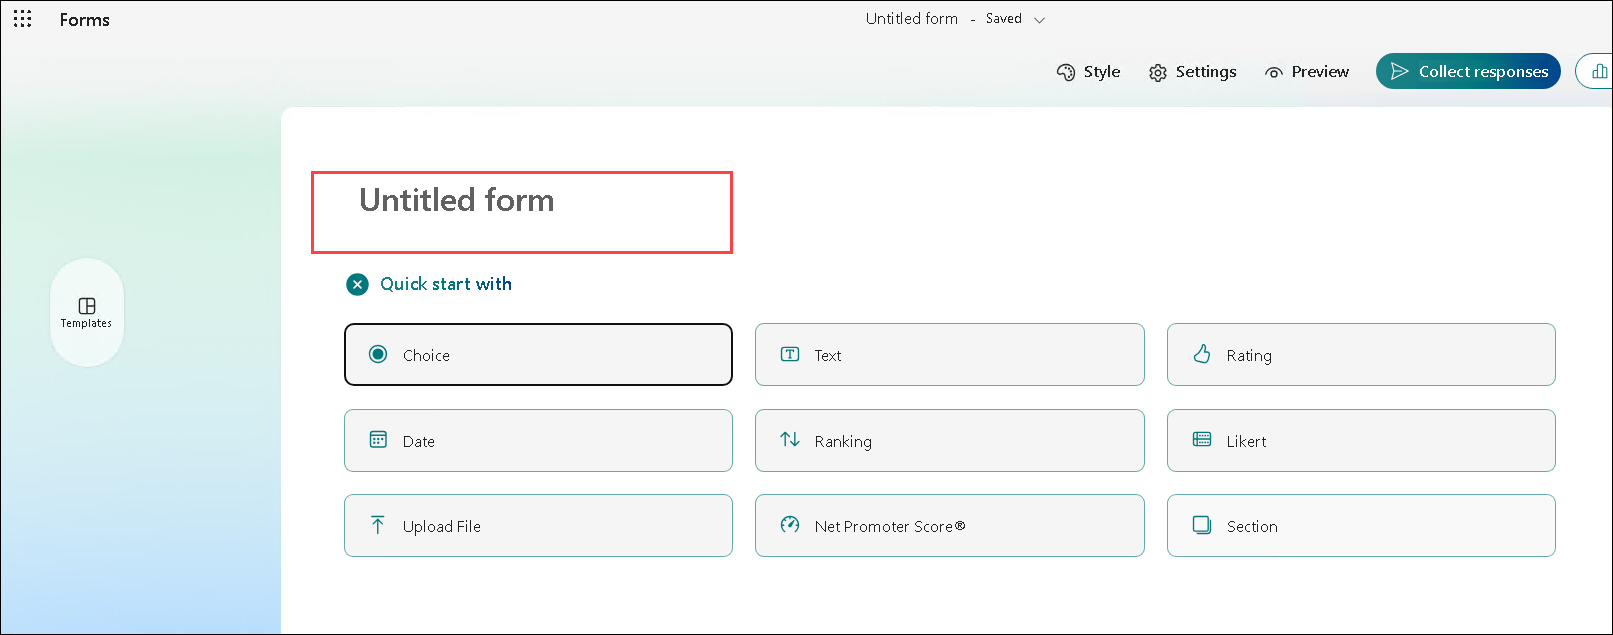 Forms
Untitled form - Saved
Style Settings Preview Collect responses
Untitled form
Quick start with
Templates
Choice Text Rating
Date Ranking Likert
Upload File Net Promoter Score® Section